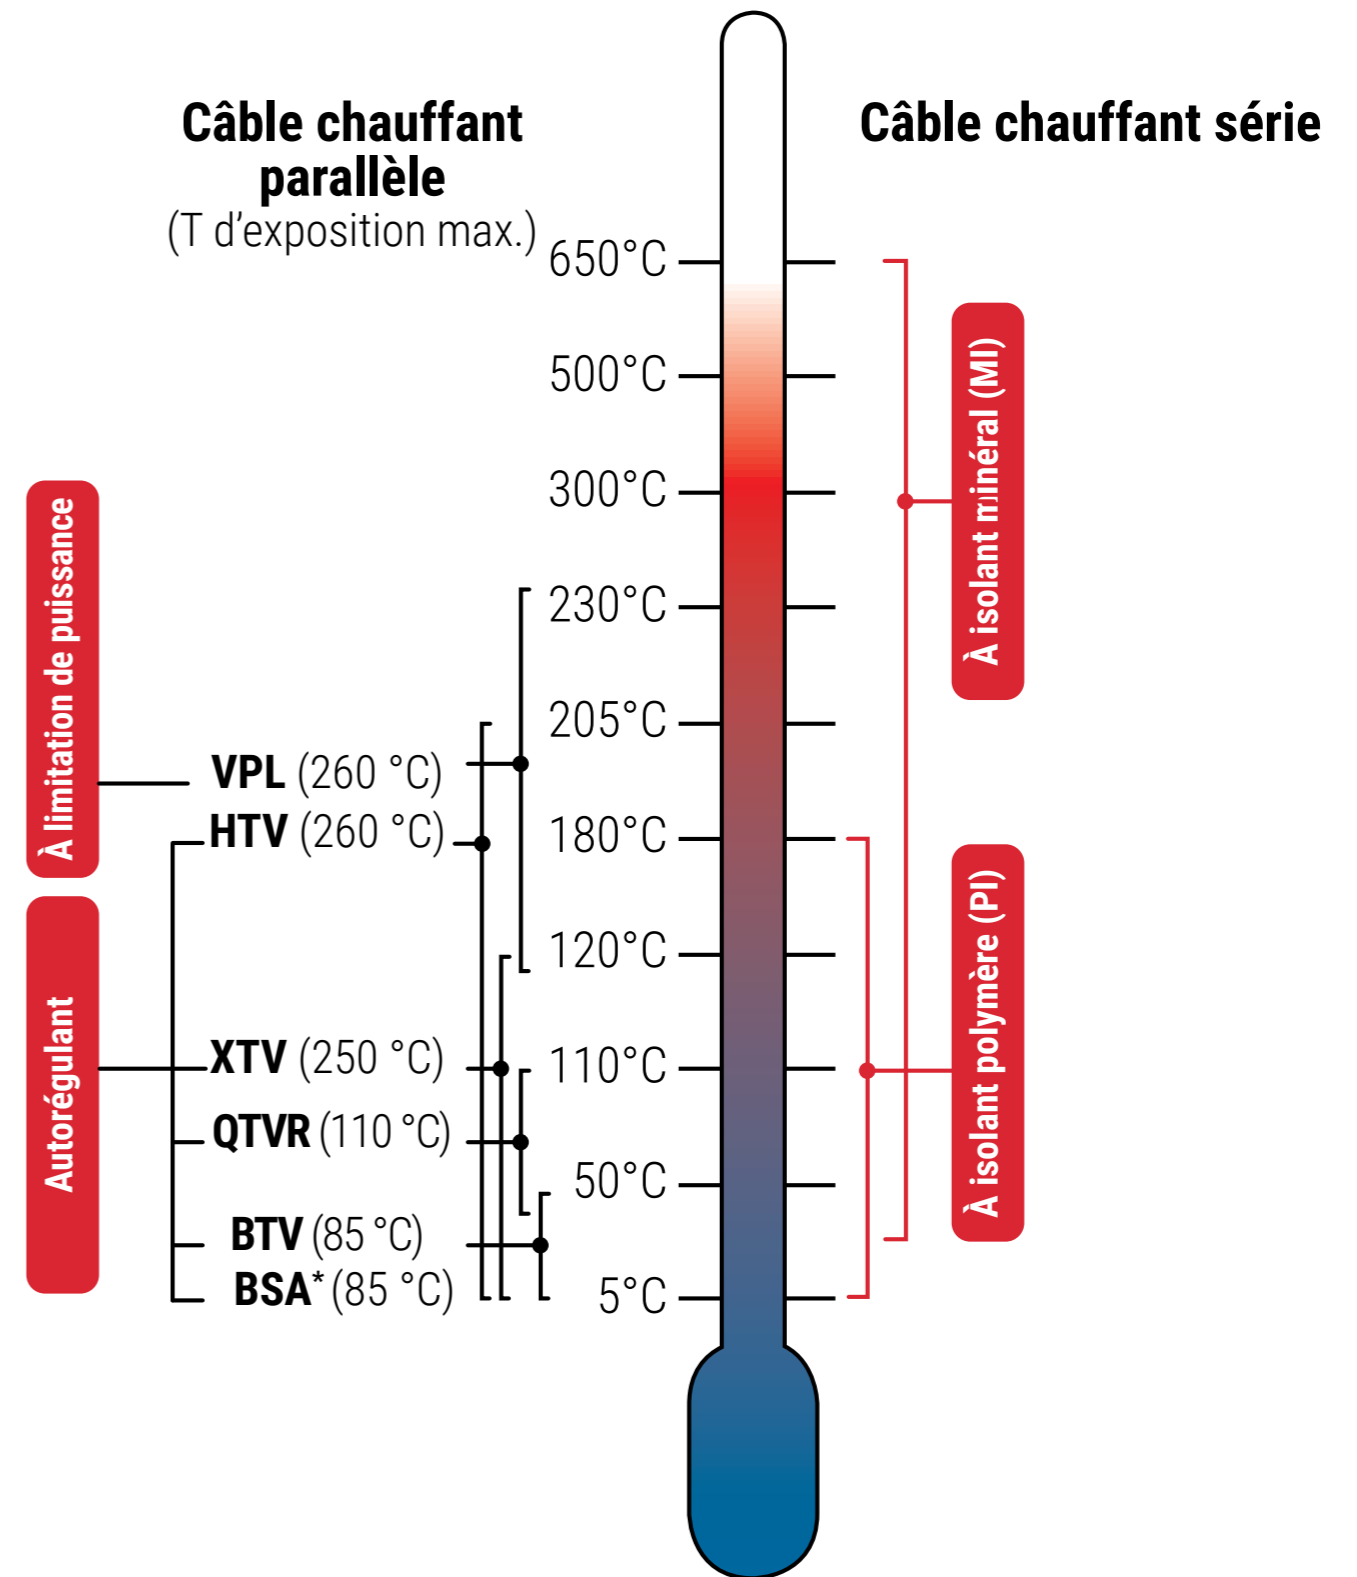 Câble chauffant
parallèle
(T d'exposition max.)
Câble chauffant série
650°C
500°C
300°C
230°C
205°C
180°C
120°C
110°C
50°C
5°C
À limitation de puissance
Autorégulant
VPL (260 °C)
HTV (260 °C)
XTV (250 °C)
QTVR (110 °C)
BTV (85 °C)
BSA* (85 °C)
À isolant minéral (MI)
À isolant polymère (PI)